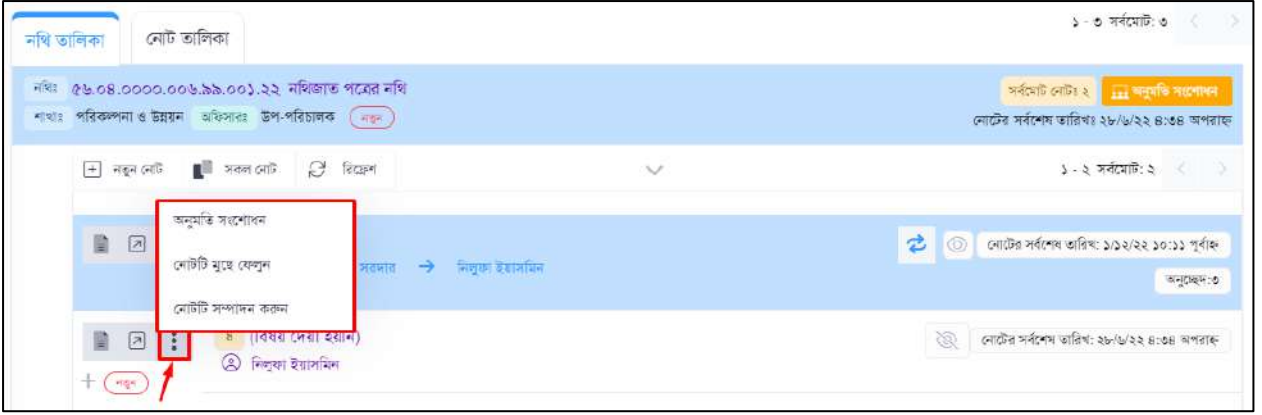 ১ - ৩ সর্বমোট: ৩
নথি তালিকা নোট তালিকা
নথিঃ ৫৬.০৪.০০০০.০০৬.৯৯.০০১.২২ নথিজাত পত্রের নথি
সর্বমোট নোটঃ ২ অনুমতি সংশোধন
শাখাঃ পরিকল্পনা ও উন্নয়ন অফিসারঃ উপ-পরিচালক নতুন
নোটের সর্বশেষ তারিখঃ ২৮/৬/২২ ৪:৩৪ অপরাহ্ন
নতুন নোট সকল নোট রিফ্রেশ ১ - ২ সর্বমোট: ২
অনুমতি সংশোধন
নোটটি মুছে ফেলুন
নোটটি সম্পাদন করুন
সরদার → নিলুফা ইয়াসমিন
নোটের সর্বশেষ তারিখ: ১/১২/২২ ১০:১১ পূর্বাহ্ন
অনুচ্ছেদ:৩
(বিষয় দেয়া হয়নি)
নোটের সর্বশেষ তারিখ: ২৮/৬/২২ ৪:৩৪ অপরাহ্ন
নিলুফা ইয়াসমিন
নতুন